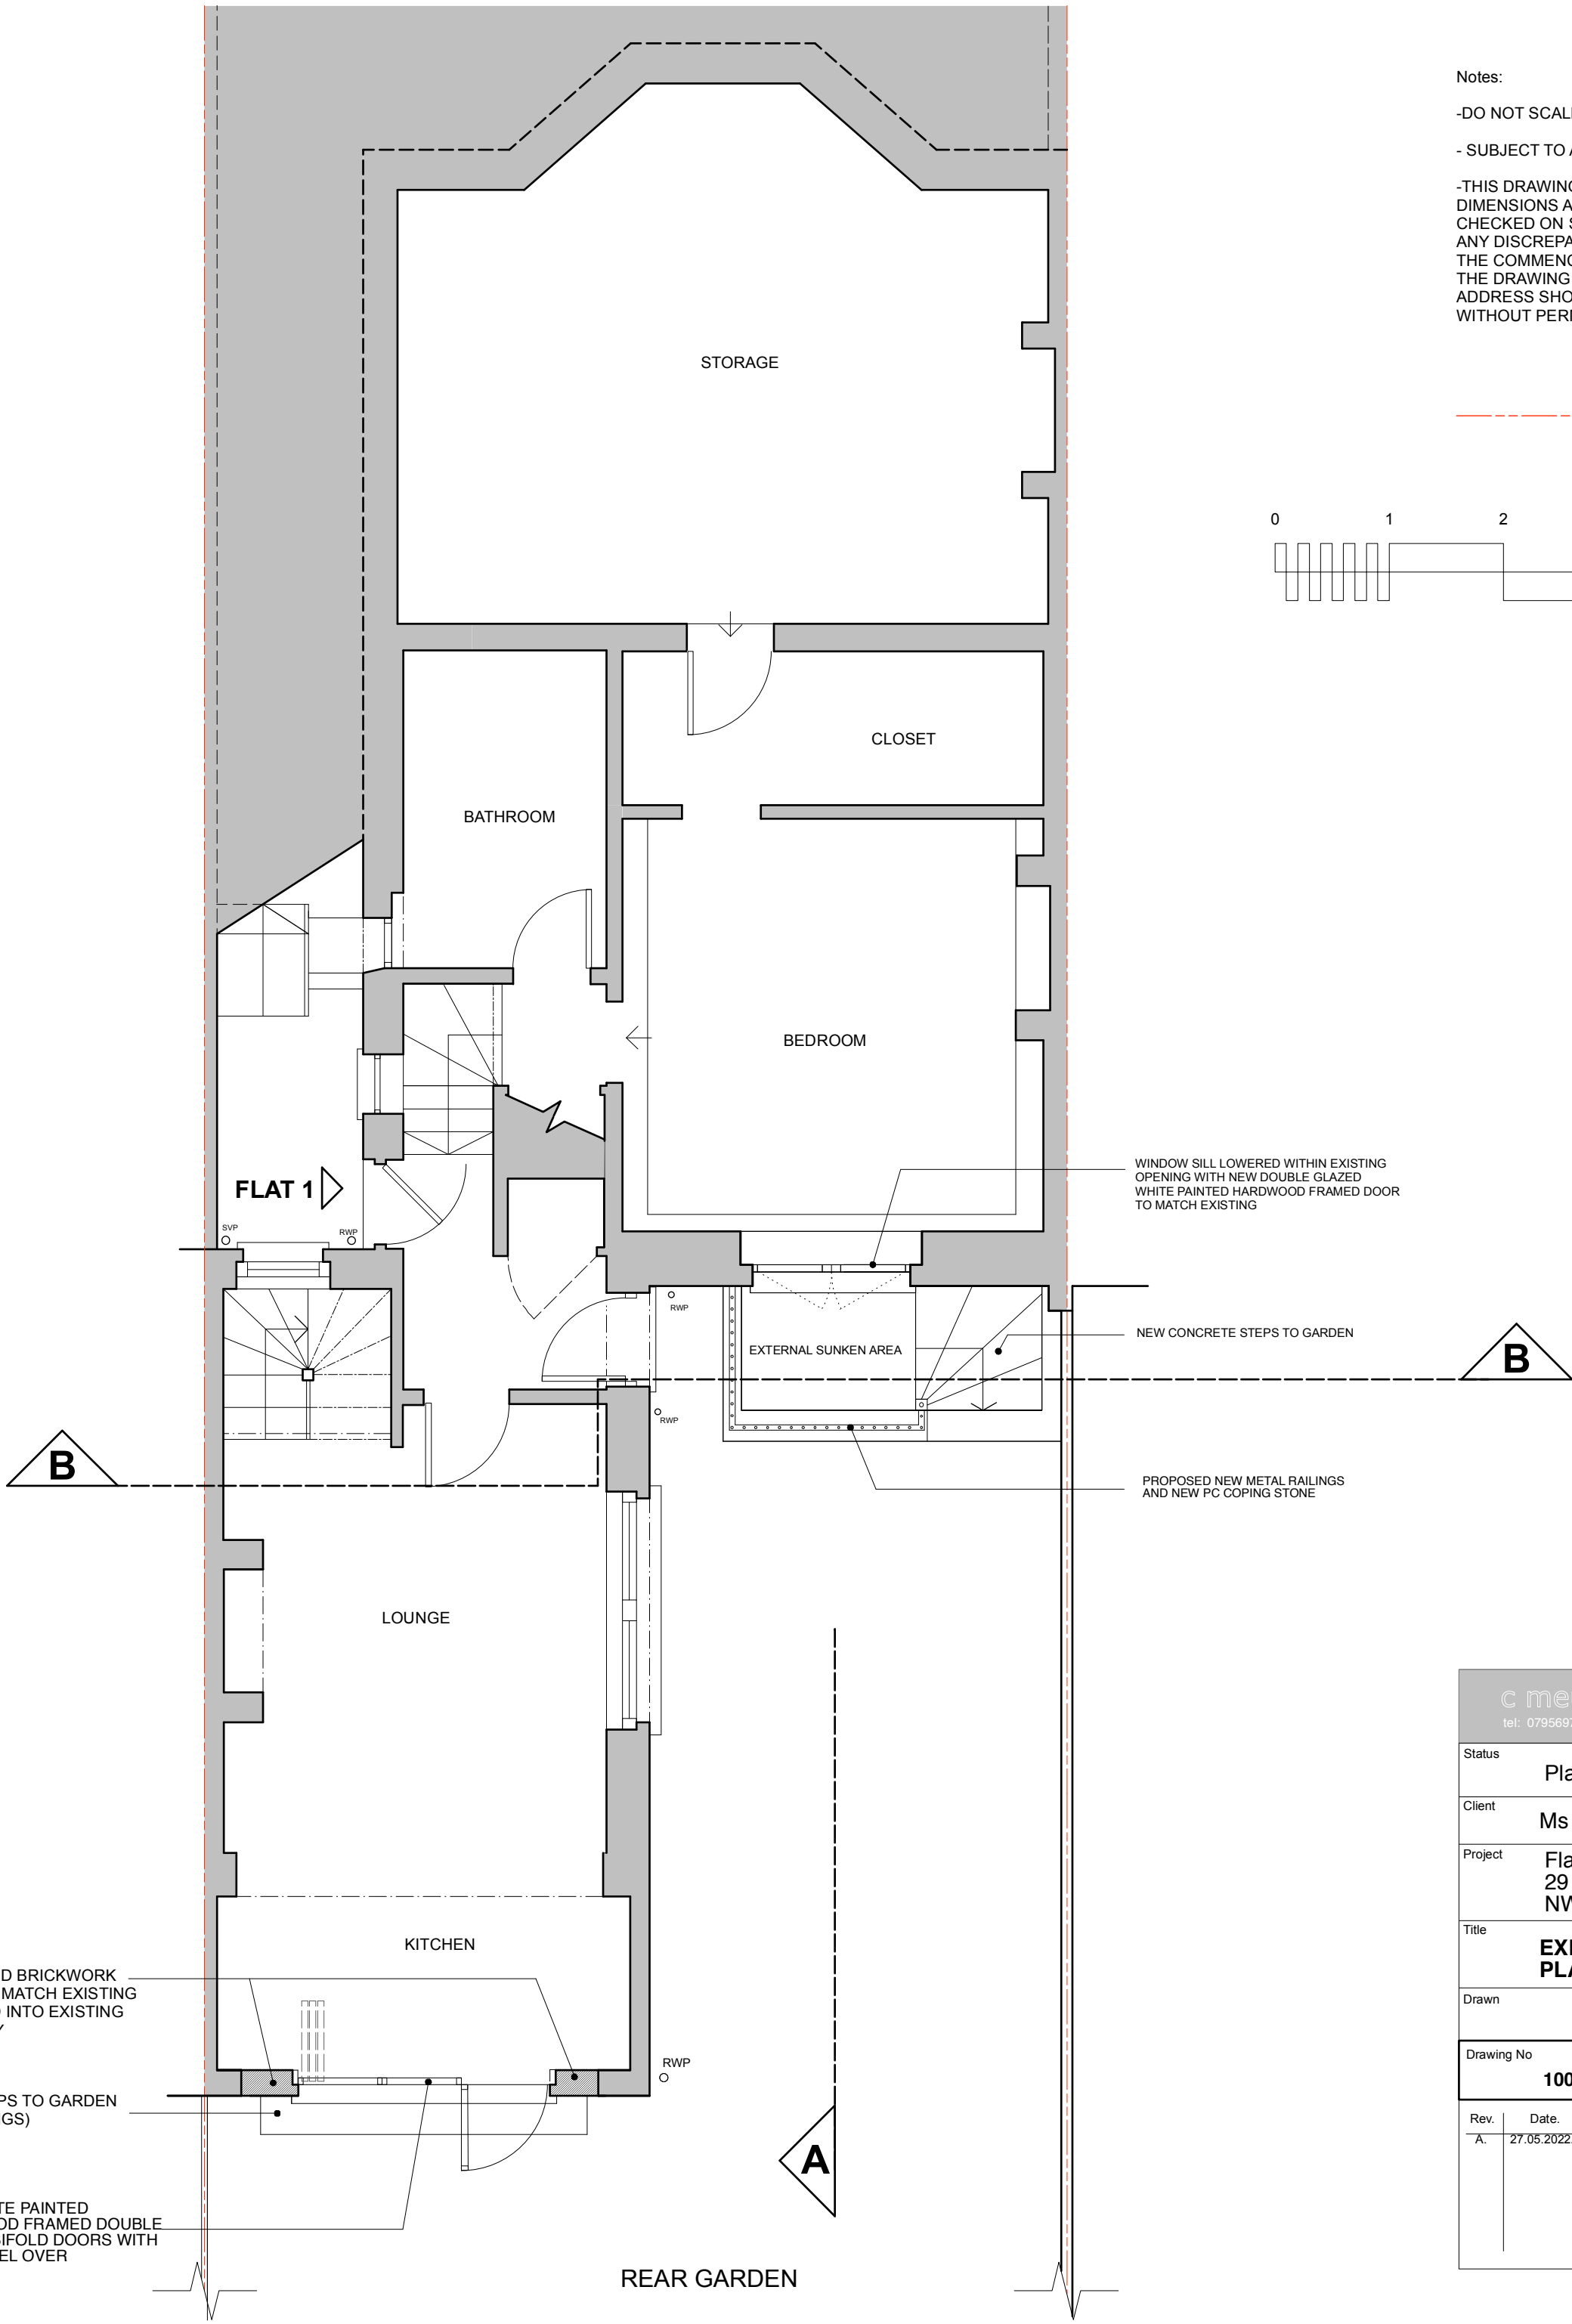 Notes:
-DO NOT SCAL
- SUBJECT TO
-THIS DRAWING
DIMENSIONS A
CHECKED ON
ANY DISCREPA
THE COMMENC
THE DRAWING
ADDRESS SHO
WITHOUT PER
0 1 2
STORAGE
CLOSET
BATHROOM
BEDROOM
FLAT 1
SVP
RWP
WINDOW SILL LOWERED WITHIN EXISTING
OPENING WITH NEW DOUBLE GLAZED
WHITE PAINTED HARDWOOD FRAMED DOOR
TO MATCH EXISTING
RWP
EXTERNAL SUNKEN AREA
NEW CONCRETE STEPS TO GARDEN
B
RWP
B
PROPOSED NEW METAL RAILINGS
AND NEW PC COPING STONE
LOUNGE
KITCHEN
D BRICKWORK
MATCH EXISTING
INTO EXISTING
RWP
PS TO GARDEN
GS)
A
TE PAINTED
OD FRAMED DOUBLE
IFOLD DOORS WITH
EL OVER
REAR GARDEN
c me
tel: 079569
Status
Pla
Client
Ms
Project
Fla
29
NW
Title
EXI
PLA
Drawn
Drawing No
100
Rev. Date.
A. 27.05.2022